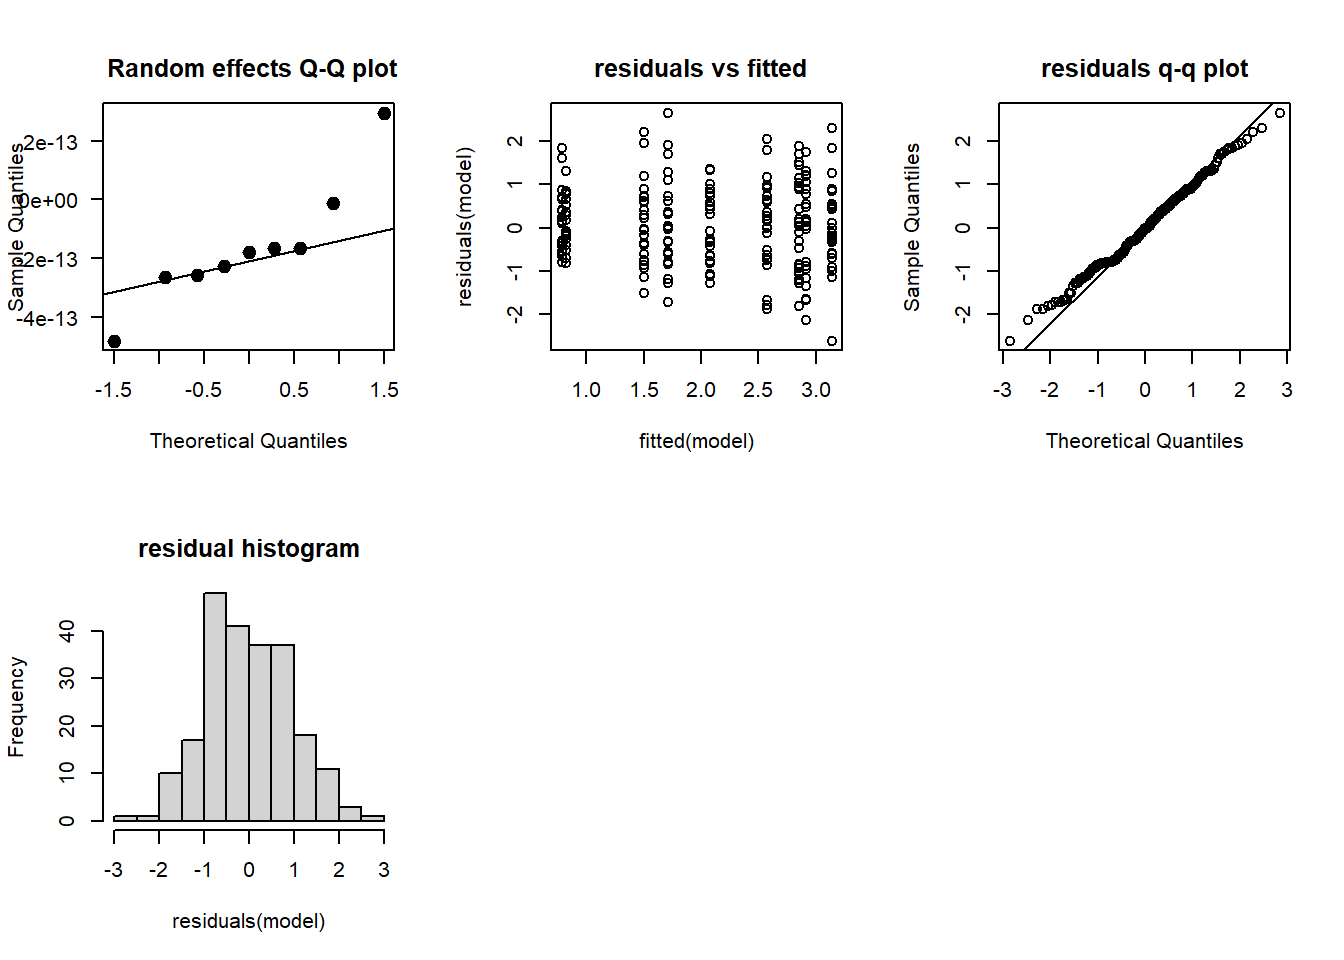 Random effects Q-Q plot
Sample Quantiles
2e-13
0e+00
-2e-13
-4e-13
-1.5 -0.5 0.5 1.5
Theoretical Quantiles
residuals vs fitted
residuals(model)
2
1
0
-1
-2
1.0 1.5 2.0 2.5 3.0
fitted(model)
residuals q-q plot
Sample Quantiles
2
1
0
-1
-2
-3 -2 -1 0 1 2 3
Theoretical Quantiles
residual histogram
Frequency
40
30
20
10
0
-3 -2 -1 0 1 2 3
residuals(model)